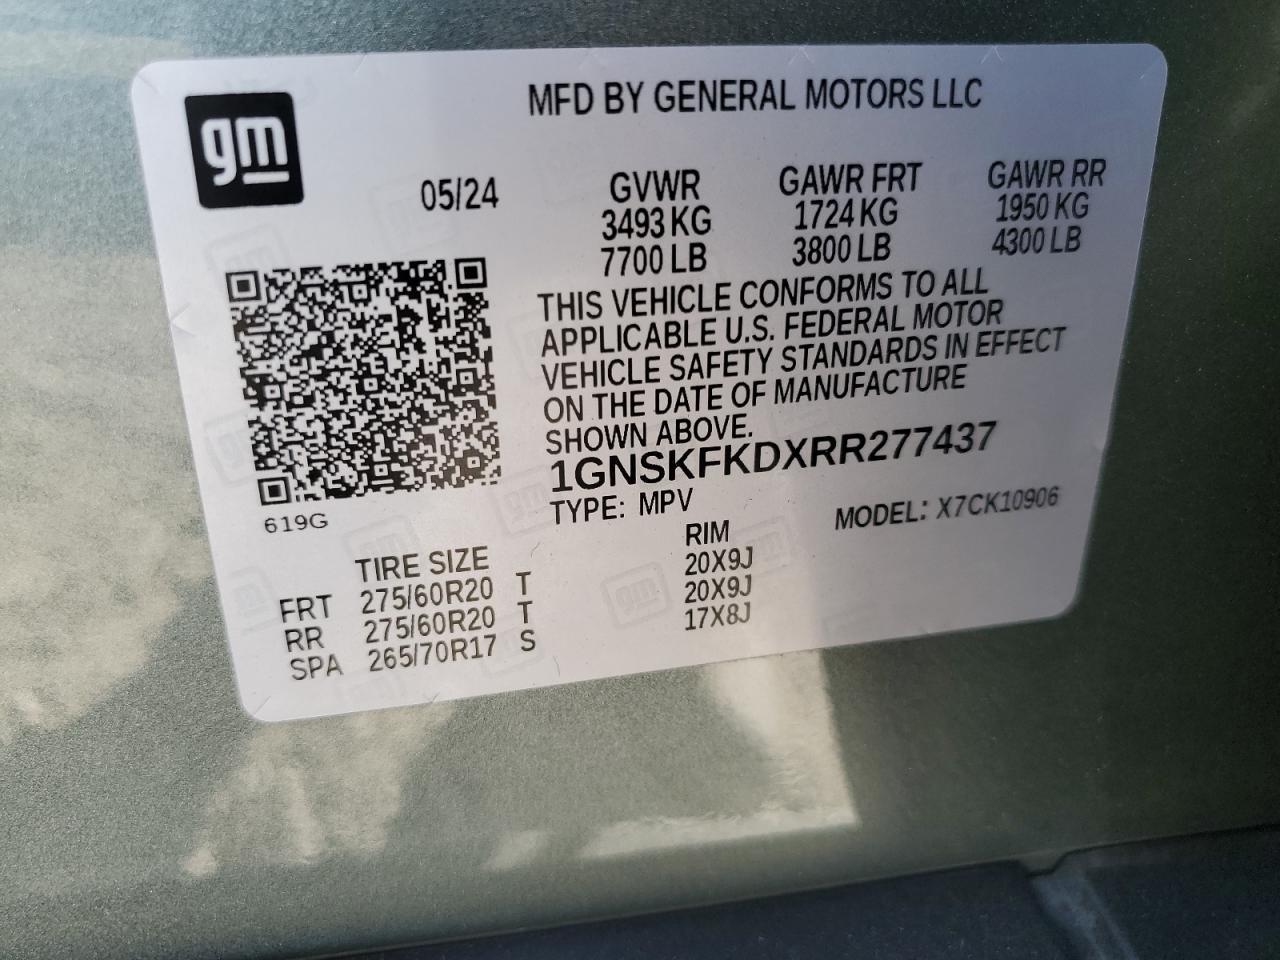 gm
MFD BY GENERAL MOTORS LLC
05/24
GVWR GAWR FRT GAWR RR
3493 KG 1724 KG 1950 KG
7700 LB 3800 LB 4300 LB
THIS VEHICLE CONFORMS TO ALL
APPLICABLE U.S. FEDERAL MOTOR
VEHICLE SAFETY STANDARDS IN EFFECT
ON THE DATE OF MANUFACTURE
SHOWN ABOVE.
1GNSKFKDXRR277437
TYPE: MPV MODEL: X7CK10906
619G
TIRE SIZE RIM
FRT 275/60R20 T 20X9J
RR 275/60R20 T 20X9J
SPA 265/70R17 S 17X8J